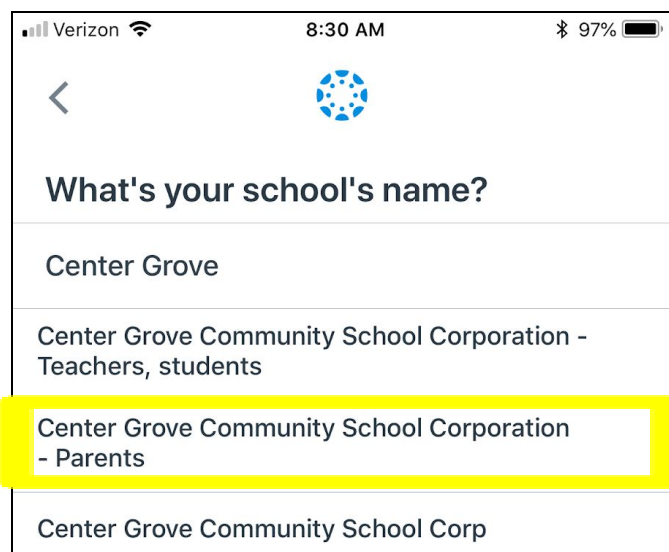 Verizon 8:30 AM 97%
What's your school's name?
Center Grove
Center Grove Community School Corporation -
Teachers, students
Center Grove Community School Corporation
- Parents
Center Grove Community School Corp